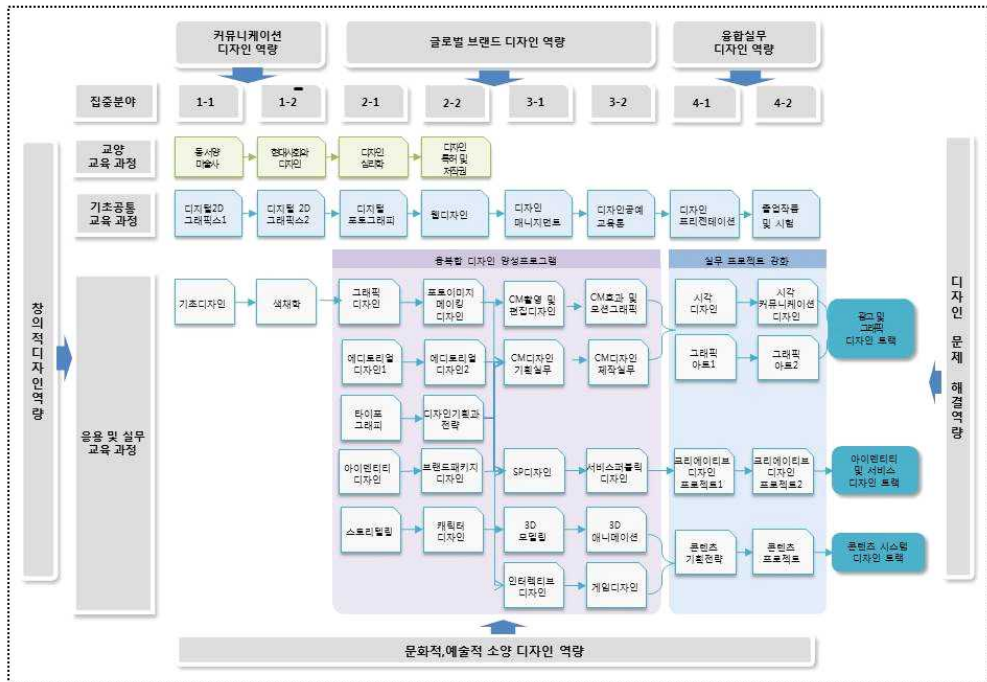 커뮤니케이션
디자인 역량
글로벌 브랜드 디자인 역량
융합실무
디자인 역량
집중분야
1-1
1-2
2-1
2-2
3-1
3-2
4-1
4-2
교양
교육 과정
동서양
미술사
현대사회와
디자인
디자인
심리학
디자인
특허 및
저작권
기초공통
교육 과정
디지털2D
그래픽스1
디지털 2D
그래픽스2
디지털
포토그래피
웹디자인
디자인
매니지먼트
디자인공예
교육론
디자인
프리젠테이션
졸업작품
및 시험
창의적디자인역량
디자인 문제 해결역량
응용 및 실무
교육 과정
융복합 디자인 양성프로그램
실무 프로젝트 강화
기초디자인
색채학
그래픽
디자인
포토이미지
메이킹
디자인
CM촬영 및
편집디자인
CM효과 및
모션그래픽
시각
디자인
시각
커뮤니케이션
디자인
광고 및
그래픽
디자인 트랙
에디토리얼
디자인1
에디토리얼
디자인2
CM디자인
기획실무
CM디자인
제작실무
그래픽
아트1
그래픽
아트2
타이포
그래피
디자인기획과
전략
아이덴티티
디자인
브랜드패키지
디자인
SP디자인
서비스퍼블릭
디자인
크리에이티브
디자인
프로젝트1
크리에이티브
디자인
프로젝트2
아이덴티티
및 서비스
디자인 트랙
스토리텔링
캐릭터
디자인
3D
모델링
3D
애니메이션
콘텐츠
기획전략
콘텐츠
프로젝트
콘텐츠 시스템
디자인 트랙
인터렉티브
디자인
게임디자인
문화적,예술적 소양 디자인 역량